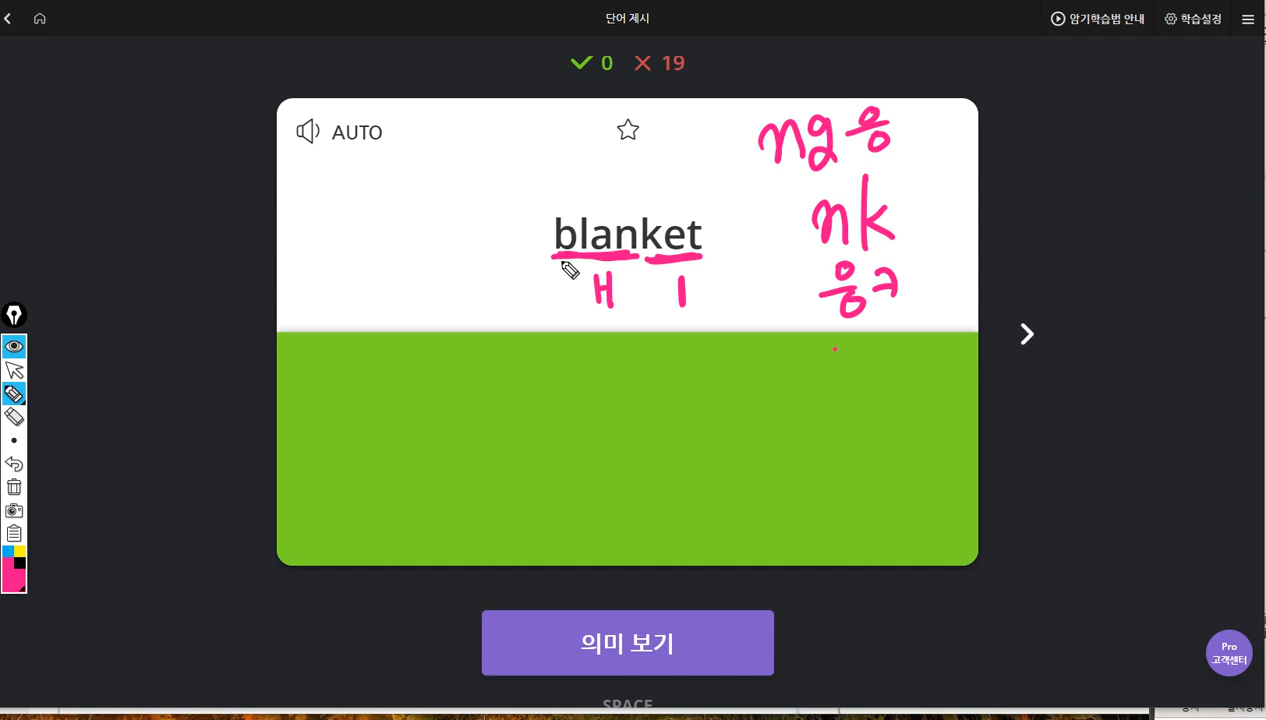 단어 제시
암기학습법 안내
학습설정
0 19
AUTO
ng 응
blanket
nk
ㅐ ㅣ
응ㅋ
의미 보기
Pro
고객센터
SPACE